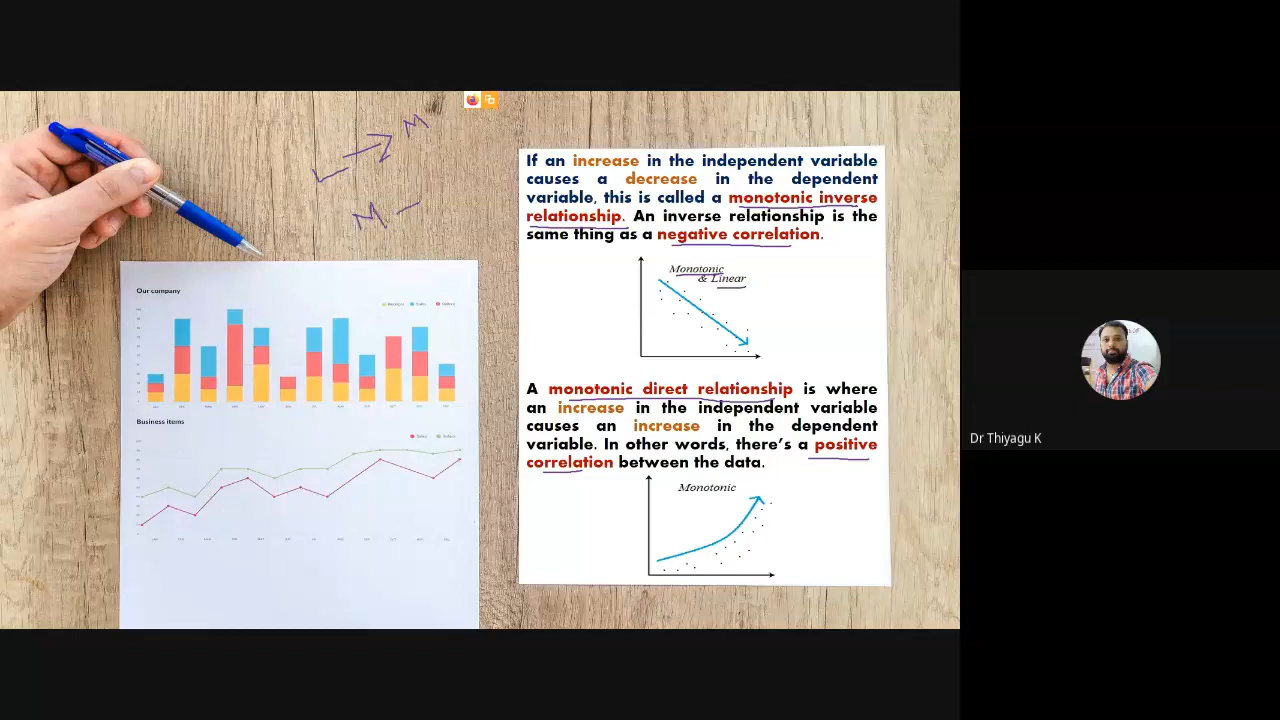 M
M -
If an increase in the independent variable
causes a decrease in the dependent
variable, this is called a monotonic inverse
relationship. An inverse relationship is the
same thing as a negative correlation.
Monotonic
& Linear
A monotonic direct relationship is where
an increase in the independent variable
causes an increase in the dependent
variable. In other words, there's a positive
correlation between the data.
Monotonic
Our company
Business items
Dr Thiyagu K